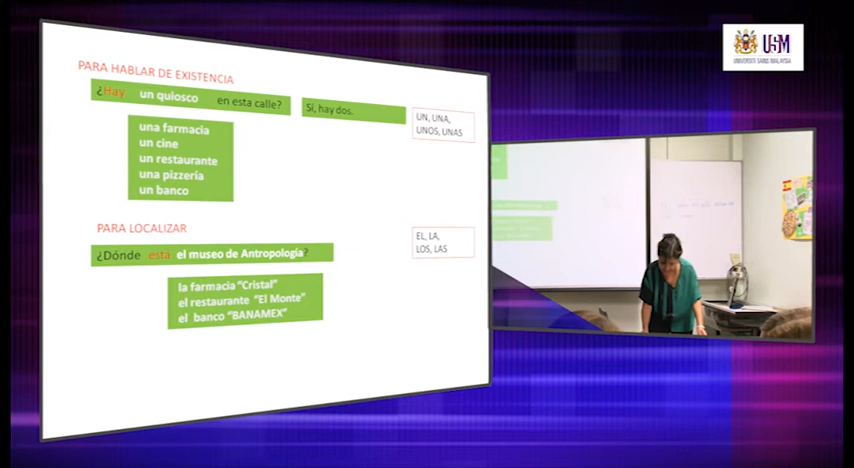 PARA HABLAR DE EXISTENCIA
¿Hay un quiosco en esta calle?
Sí, hay dos.
UN, UNA,
UNOS, UNAS
una farmacia
un cine
un restaurante
una pizzería
un banco
PARA LOCALIZAR
¿Dónde está el museo de Antropología?
EL, LA,
LOS, LAS
la farmacia “Cristal”
el restaurante “El Monte”
el banco “BANAMEX”
USM
UNIVERSITI SAINS MALAYSIA